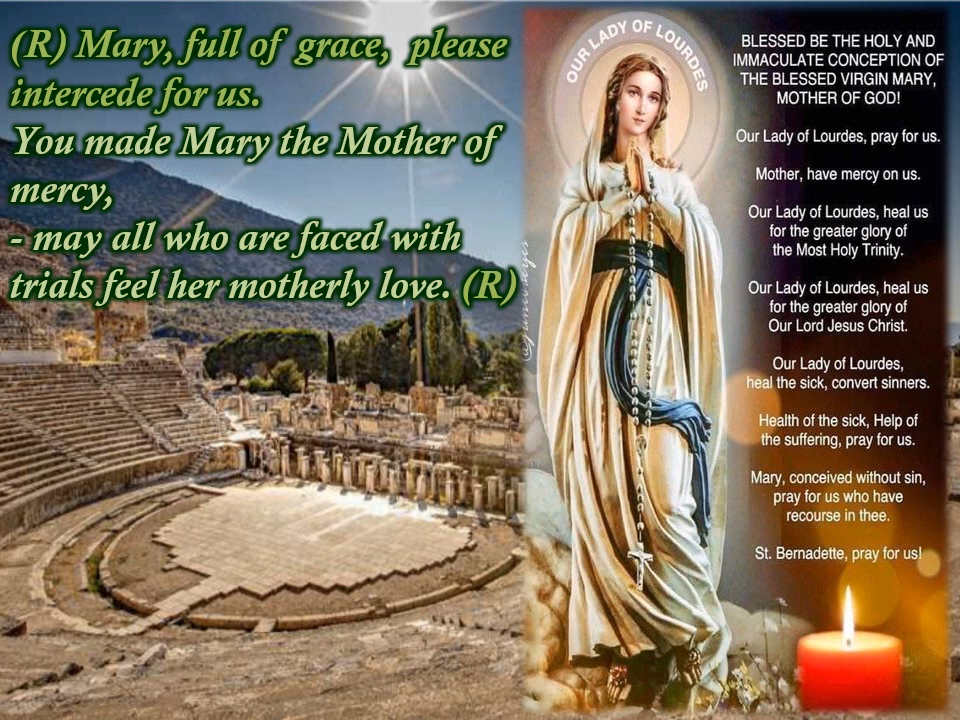 (R) Mary, full of grace, please
intercede for us.
You made Mary the Mother of
mercy,
- may all who are faced with
trials feel her motherly love. (R)
OUR LADY OF LOURDES
BLESSED BE THE HOLY AND
IMMACULATE CONCEPTION OF
THE BLESSED VIRGIN MARY,
MOTHER OF GOD!
Our Lady of Lourdes, pray for us.
Mother, have mercy on us.
Our Lady of Lourdes, heal us
for the greater glory of
the Most Holy Trinity.
Our Lady of Lourdes, heal us
for the greater glory of
Our Lord Jesus Christ.
Our Lady of Lourdes,
heal the sick, convert sinners.
Health of the sick, Help of
the suffering, pray for us.
Mary, conceived without sin,
pray for us who have
recourse in thee.
St. Bernadette, pray for us!